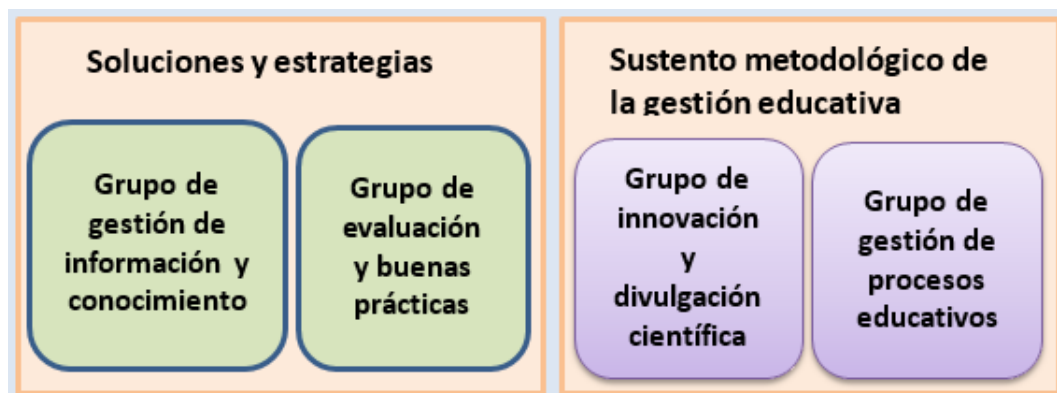 Soluciones y estrategias
Grupo de
gestión de
información y
conocimiento
Grupo de
evaluación
y buenas
prácticas
Sustento metodológico de
la gestión educativa
Grupo de
innovación
y
divulgación
científica
Grupo de
gestión de
procesos
educativos